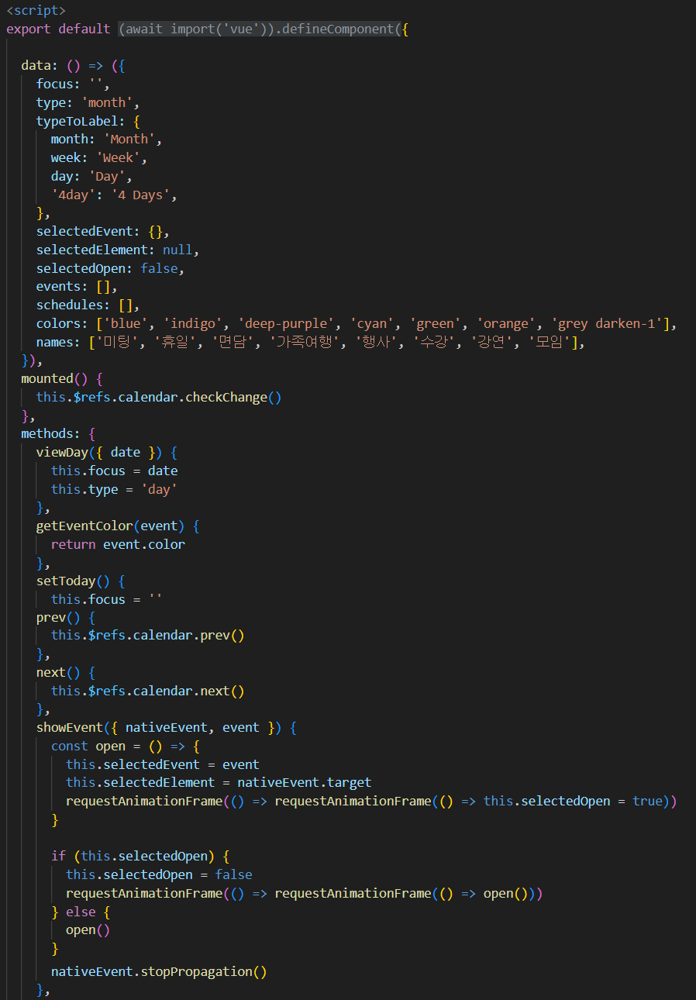 <script>
export default (await import('vue')).defineComponent({
data: () => ({
focus: '',
type: 'month',
typeToLabel: {
month: 'Month',
week: 'Week',
day: 'Day',
'4day': '4 Days',
},
selectedEvent: {},
selectedElement: null,
selectedOpen: false,
events: [],
schedules: [],
colors: ['blue', 'indigo', 'deep-purple', 'cyan', 'green', 'orange', 'grey darken-1'],
names: ['미팅', '휴일', '면담', '가족여행', '행사', '수강', '강연', '모임'],
}),
mounted() {
this.$refs.calendar.checkChange()
},
methods: {
viewDay({ date }) {
this.focus = date
this.type = 'day'
},
getEventColor(event) {
return event.color
},
setToday() {
this.focus = ''
prev() {
this.$refs.calendar.prev()
},
next() {
this.$refs.calendar.next()
},
showEvent({ nativeEvent, event }) {
const open = () => {
this.selectedEvent = event
this.selectedElement = nativeEvent.target
requestAnimationFrame(() => requestAnimationFrame(() => this.selectedOpen = true))
}
if (this.selectedOpen) {
this.selectedOpen = false
requestAnimationFrame(() => requestAnimationFrame(() => open()))
} else {
open()
}
nativeEvent.stopPropagation()
},